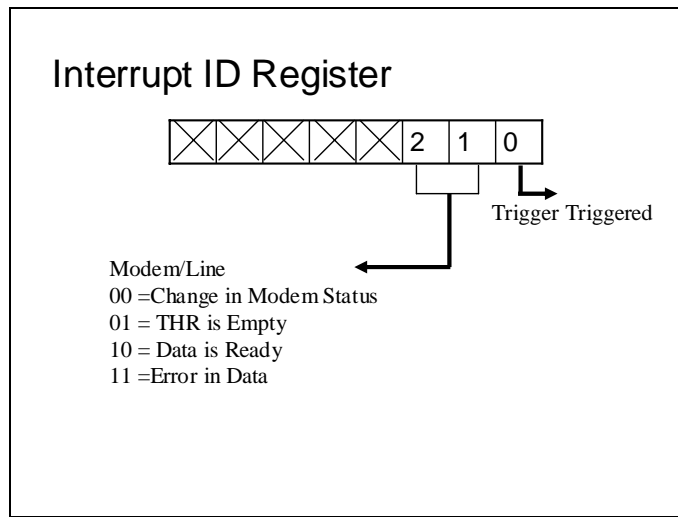 Interrupt ID Register
2 1 0
Trigger Triggered
Modem/Line
00 =Change in Modem Status
01 = THR is Empty
10 = Data is Ready
11 =Error in Data